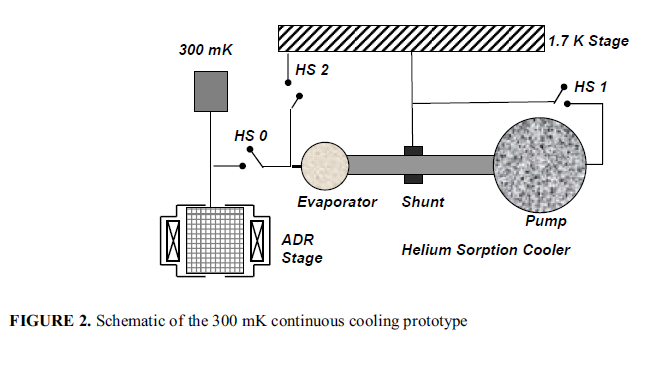 300 mK
1.7 K Stage
HS 2
HS 1
HS 0
Evaporator
Shunt
Pump
ADR
Stage
Helium Sorption Cooler
FIGURE 2. Schematic of the 300 mK continuous cooling prototype